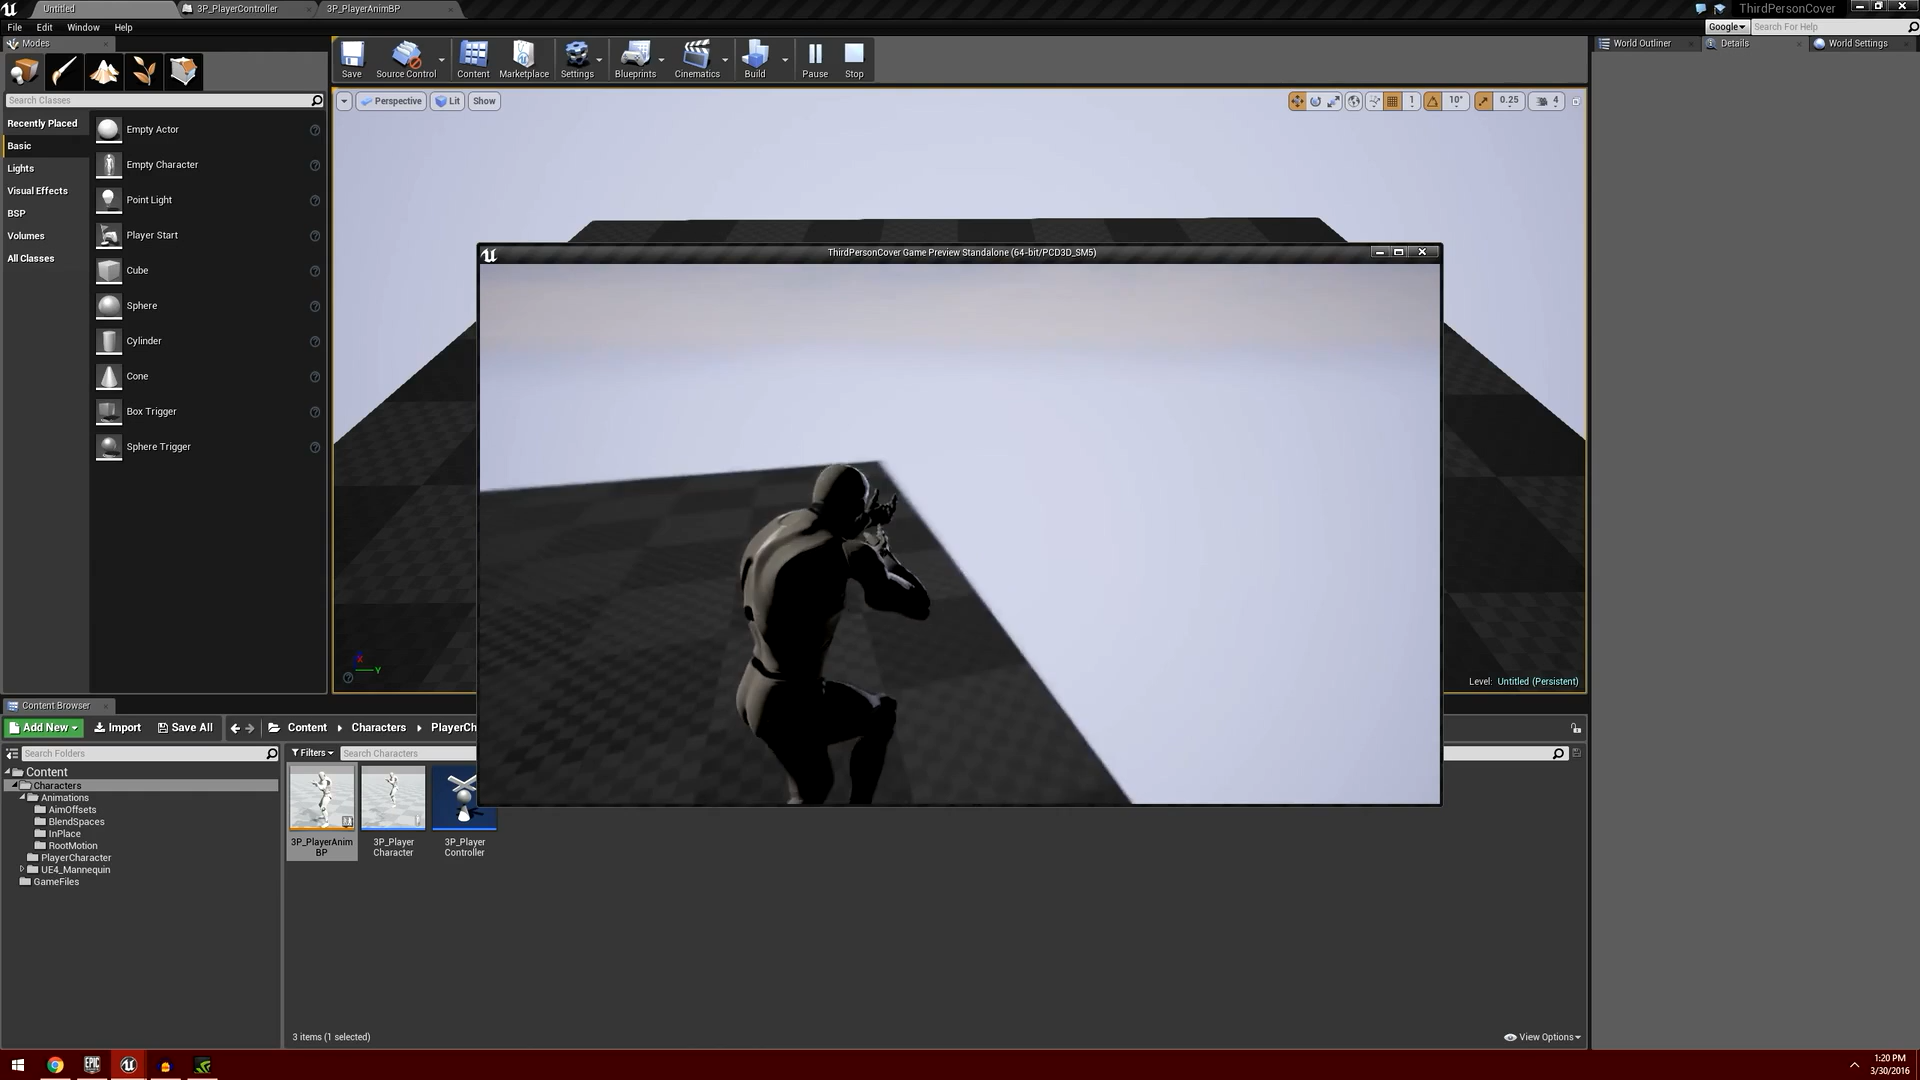 Untitled
3P_PlayerController
3P_PlayerAnimBP
ThirdPersonCover
File Edit Window Help
Google
Search For Help
Modes
Save
Source Control
Content
Marketplace
Settings
Blueprints
Cinematics
Build
Pause
Stop
World Outliner
Details
World Settings
Search Classes
Perspective
Lit
Show
1
10°
0.25
4
Recently Placed
Basic
Lights
Visual Effects
BSP
Volumes
All Classes
Empty Actor
Empty Character
Point Light
Player Start
Cube
Sphere
Cylinder
Cone
Box Trigger
Sphere Trigger
ThirdPersonCover Game Preview Standalone (64-bit/PCD3D_SM5)
X
Y
Level: Untitled (Persistent)
Content Browser
Add New
Import
Save All
Content
Characters
PlayerCh
Search Folders
Filters
Search Characters
Content
Characters
Animations
AimOffsets
BlendSpaces
InPlace
RootMotion
PlayerCharacter
UE4_Mannequin
GameFiles
3P_PlayerAnim
BP
3P_Player
Character
3P_Player
Controller
3 items (1 selected)
View Options
EPIC
1:20 PM
3/30/2016